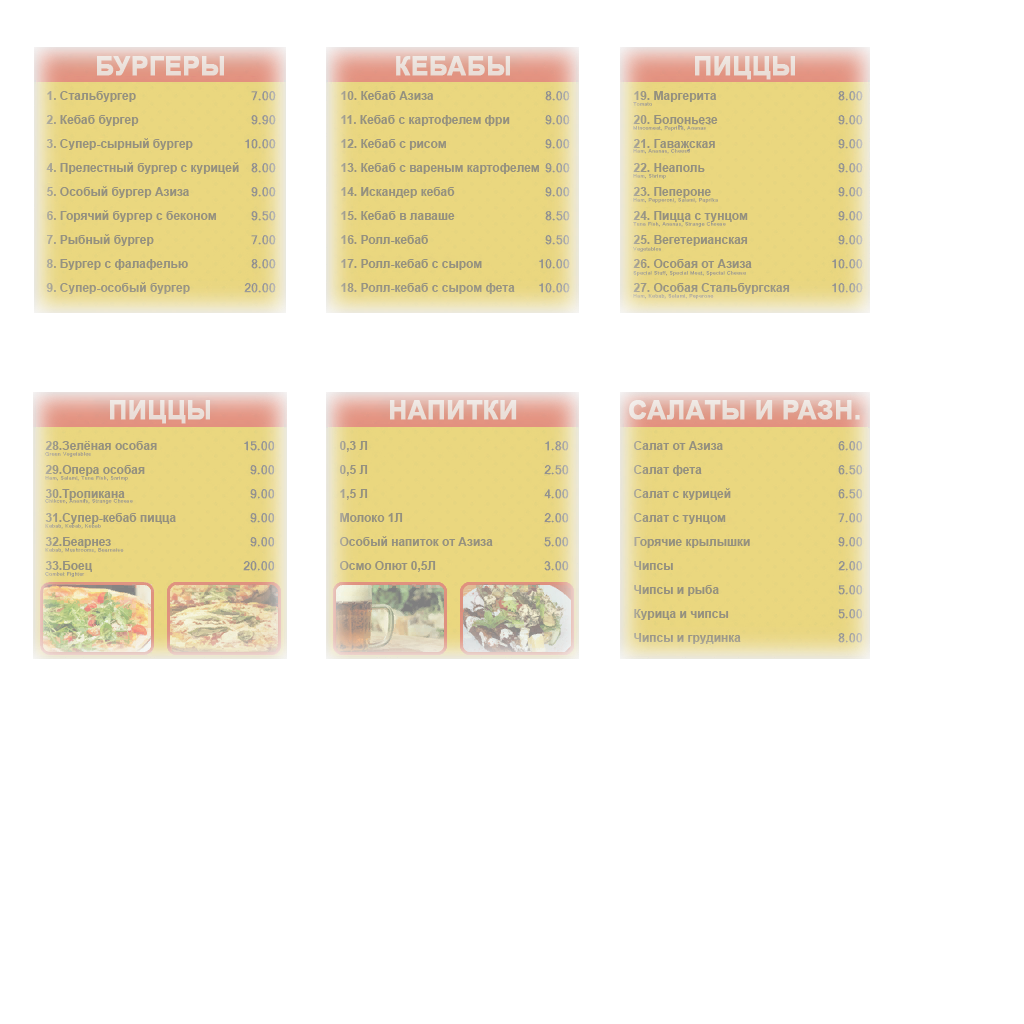 БУРГЕРЫ
1. Стальбургер 7.00
2. Кебаб бургер 9.90
3. Супер-сырный бургер 10.00
4. Прелестный бургер с курицей 8.00
5. Особый бургер Азиза 9.00
6. Горячий бургер с беконом 9.50
7. Рыбный бургер 7.00
8. Бургер с фалафелью 8.00
9. Супер-особый бургер 20.00
КЕБАБЫ
10. Кебаб Азиза 8.00
11. Кебаб с картофелем фри 9.00
12. Кебаб с рисом 9.00
13. Кебаб с вареным картофелем 9.00
14. Искандер кебаб 9.00
15. Кебаб в лаваше 8.50
16. Ролл-кебаб 9.50
17. Ролл-кебаб с сыром 10.00
18. Ролл-кебаб с сыром фета 10.00
ПИЦЦЫ
19. Маргерита 8.00
Tomato
20. Болоньезе 9.00
Mincemeat, Paprika, Ananas
21. Гаважская 9.00
Ham, Ananas, Cheese
22. Неаполь 9.00
Ham, Shrimp
23. Пепероне 9.00
Ham, Pepperoni, Salami, Paprika
24. Пицца с тунцом 9.00
Tuna Fish, Ananas, Strange Cheese
25. Вегетерианская 9.00
Vegetables
26. Особая от Азиза 10.00
Special Stuff, Special Meat, Special Cheese
27. Особая Стальбургская 10.00
Ham, Kebab, Salami,
ПИЦЦЫ
28.Зелёная особая 15.00
Green Vegetables
29.Опера особая 9.00
Ham, Salami, Tuna Fish, Shrimp
30.Тропикана 9.00
Ananas, Strange Cheese
31.Супер-кебаб пицца 9.00
Kebab, Kebab, Kebab
32.Беарнез 9.00
Kebab, Mushrooms, Bearnaise
33.Боец 20.00
Combat Fighter
НАПИТКИ
0,3 Л 1.80
0,5 Л 2.50
1,5 Л 4.00
Молоко 1Л 2.00
Особый напиток от Азиза 5.00
Осмо Олют 0,5Л 3.00
САЛАТЫ И РАЗН.
Салат от Азиза 6.00
Салат фета 6.50
Салат с курицей 6.50
Салат с тунцом 7.00
Горячие крылышки 9.00
Чипсы 2.00
Чипсы и рыба 5.00
Курица и чипсы 5.00
Чипсы и грудинка 8.00